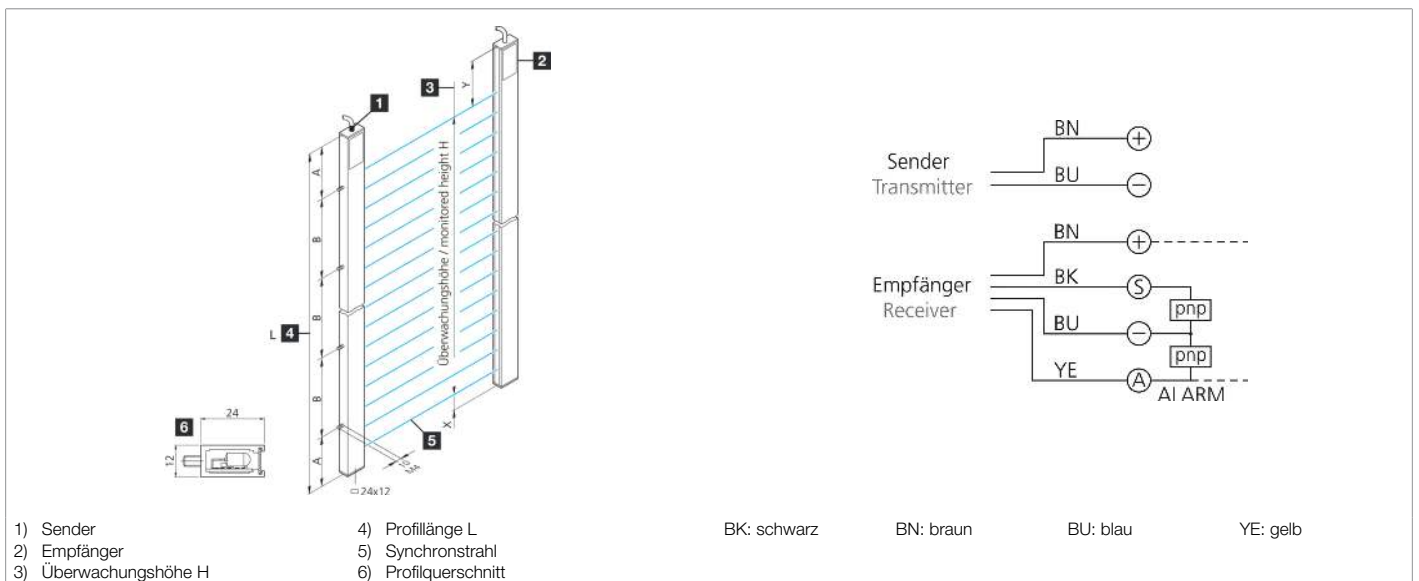 1
2
3
Y
A
B
B
B
A
L
4
Überwachungshöhe / monitored height H
X
5
10
M4
24x12
6
24
12
Sender
Transmitter
BN
+
BU
−
Empfänger
Receiver
BN
+
BK
S
pnp
BU
−
pnp
YE
A
ALARM
1) Sender
2) Empfänger
3) Überwachungshöhe H
4) Profillänge L
5) Synchronstrahl
6) Profilquerschnitt
BK: schwarz BN: braun BU: blau YE: gelb